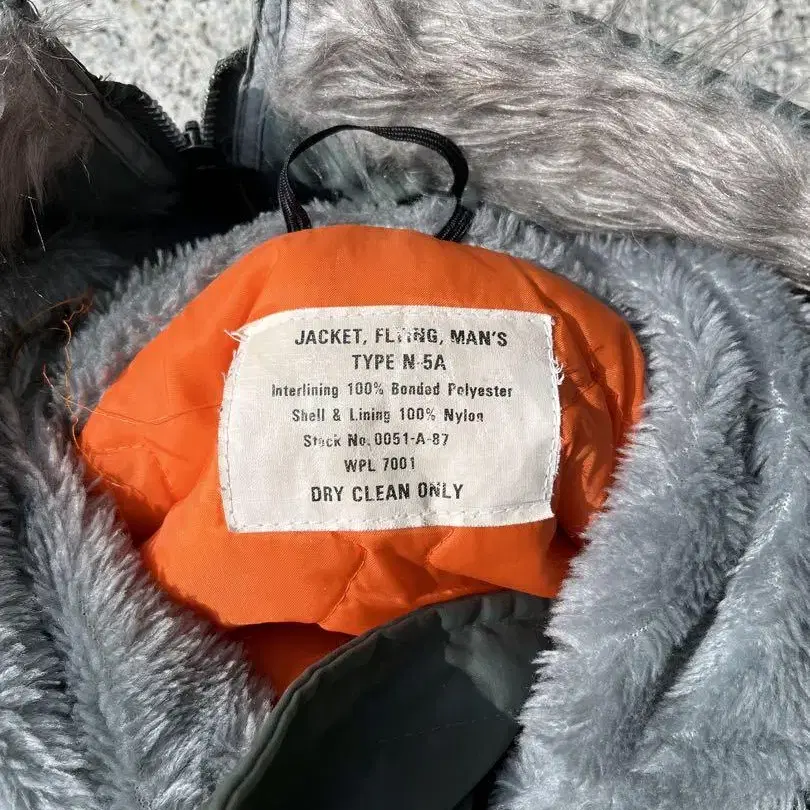 JACKET, FLYING, MAN'S
TYPE N-5A
Interlining 100% Bonded Polyester
Shell & Lining 100% Nylon
Stock No. 0051-A-87
WPL 7001
DRY CLEAN ONLY